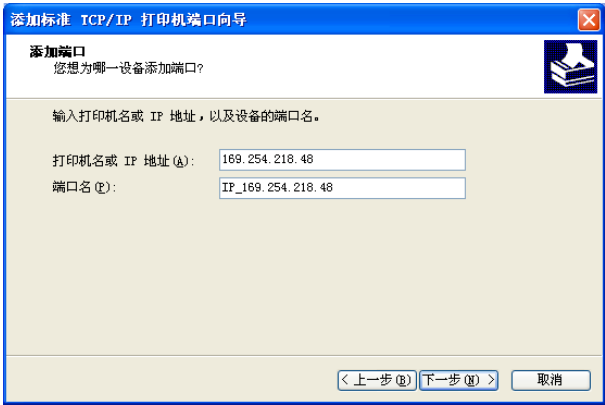 添加标准 TCP/IP 打印机端口向导
添加端口
您想为哪一设备添加端口?
输入打印机名或 IP 地址，以及设备的端口名。
打印机名或 IP 地址(A): 169.254.218.48
端口名(P): IP_169.254.218.48
< 上一步(B) 下一步(N) > 取消